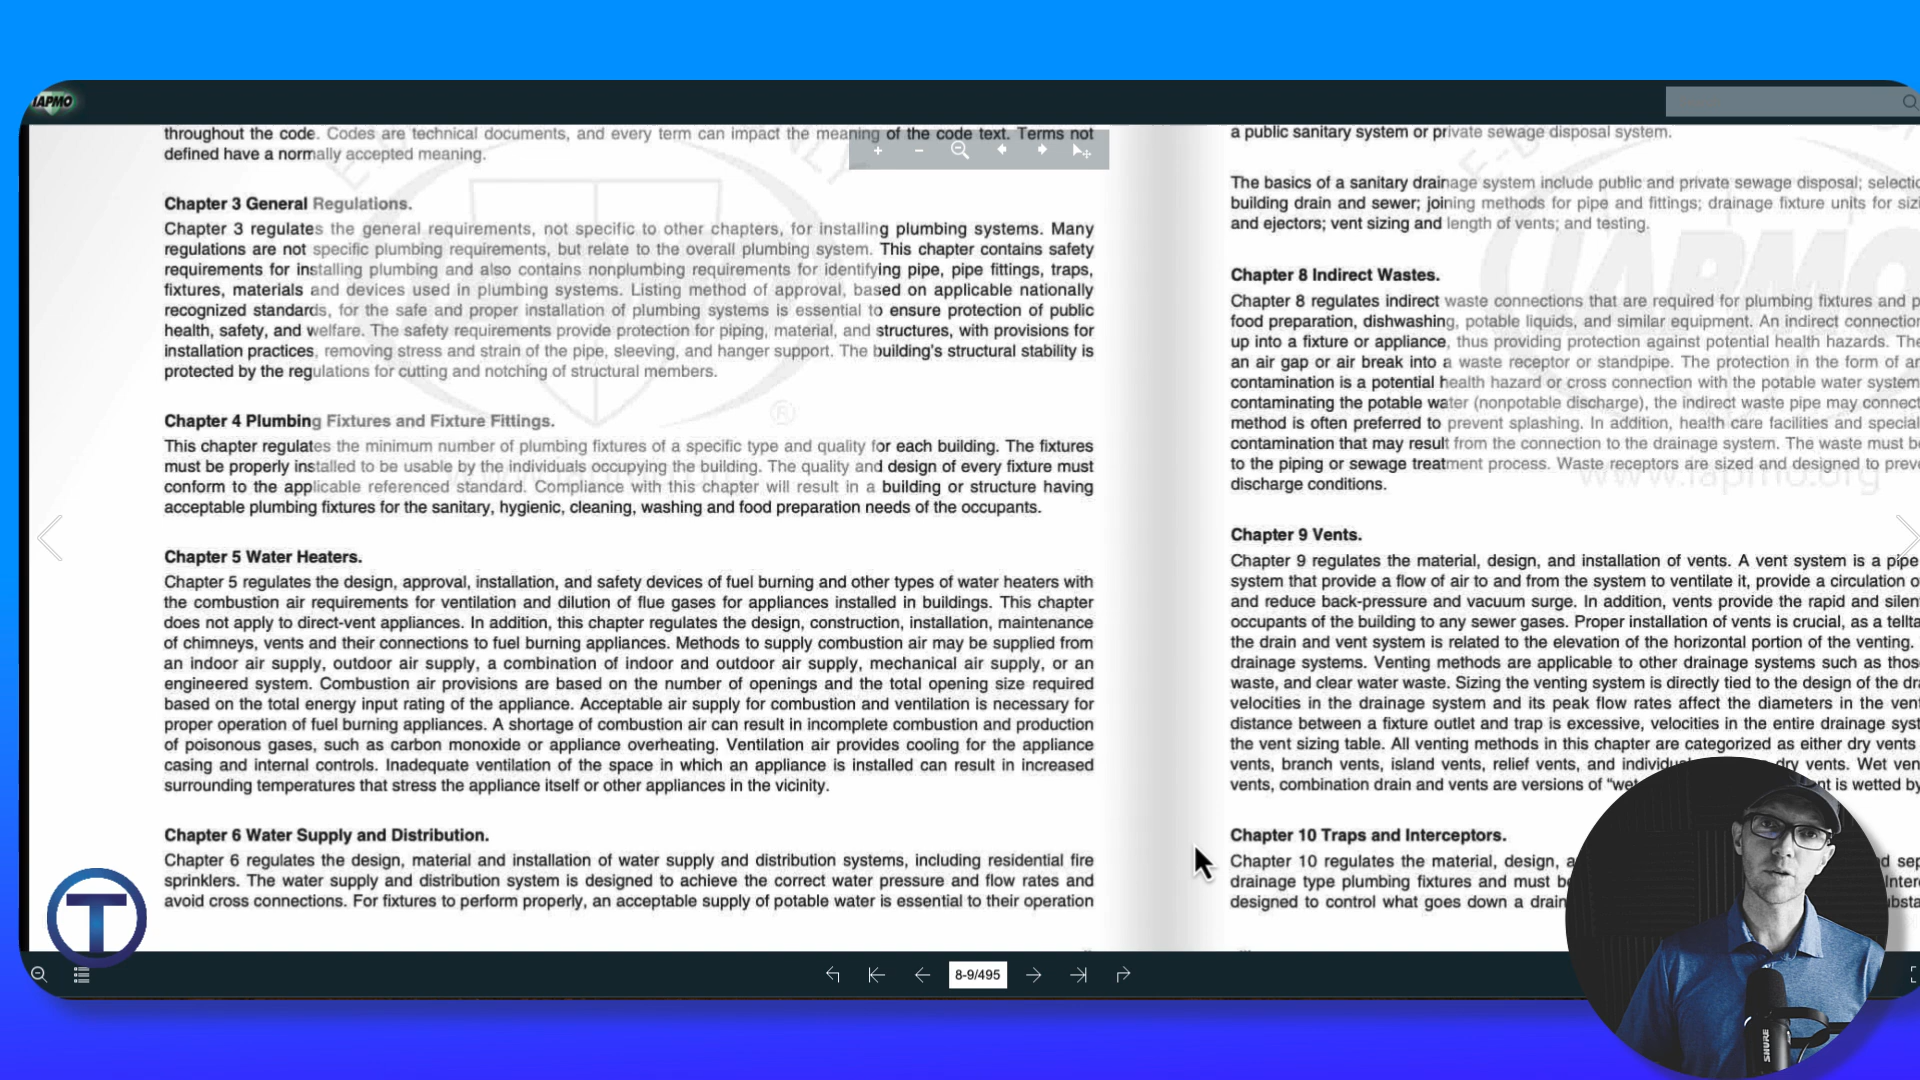 IAPMO
throughout the code. Codes are technical documents, and every term can impact the meaning of the code text. Terms not
defined have a normally accepted meaning.
Chapter 3 General Regulations.
Chapter 3 regulates the general requirements, not specific to other chapters, for installing plumbing systems. Many
regulations are not specific plumbing requirements, but relate to the overall plumbing system. This chapter contains safety
requirements for installing plumbing and also contains nonplumbing requirements for identifying pipe, pipe fittings, traps,
fixtures, materials and devices used in plumbing systems. Listing method of approval, based on applicable nationally
recognized standards, for the safe and proper installation of plumbing systems is essential to ensure protection of public
health, safety, and welfare. The safety requirements provide protection for piping, material, and structures, with provisions for
installation practices, removing stress and strain of the pipe, sleeving, and hanger support. The building's structural stability is
protected by the regulations for cutting and notching of structural members.
Chapter 4 Plumbing Fixtures and Fixture Fittings.
This chapter regulates the minimum number of plumbing fixtures of a specific type and quality for each building. The fixtures
must be properly installed to be usable by the individuals occupying the building. The quality and design of every fixture must
conform to the applicable referenced standard. Compliance with this chapter will result in a building or structure having
acceptable plumbing fixtures for the sanitary, hygienic, cleaning, washing and food preparation needs of the occupants.
Chapter 5 Water Heaters.
Chapter 5 regulates the design, approval, installation, and safety devices of fuel burning and other types of water heaters with
the combustion air requirements for ventilation and dilution of flue gases for appliances installed in buildings. This chapter
does not apply to direct-vent appliances. In addition, this chapter regulates the design, construction, installation, maintenance
of chimneys, vents and their connections to fuel burning appliances. Methods to supply combustion air may be supplied from
an indoor air supply, outdoor air supply, a combination of indoor and outdoor air supply, mechanical air supply, or an
engineered system. Combustion air provisions are based on the number of openings and the total opening size required
based on the total energy input rating of the appliance. Acceptable air supply for combustion and ventilation is necessary for
proper operation of fuel burning appliances. A shortage of combustion air can result in incomplete combustion and production
of poisonous gases, such as carbon monoxide or appliance overheating. Ventilation air provides cooling for the appliance
casing and internal controls. Inadequate ventilation of the space in which an appliance is installed can result in increased
surrounding temperatures that stress the appliance itself or other appliances in the vicinity.
Chapter 6 Water Supply and Distribution.
Chapter 6 regulates the design, material and installation of water supply and distribution systems, including residential fire
sprinklers. The water supply and distribution system is designed to achieve the correct water pressure and flow rates and
avoid cross connections. For fixtures to perform properly, an acceptable supply of potable water is essential to their operation
a public sanitary system or private sewage disposal system.
The basics of a sanitary drainage system include public and private sewage disposal;
building drain and sewer; joining methods for pipe and fittings; drainage fixture units for
and ejectors; vent sizing and length of vents; and testing.
Chapter 8 Indirect Wastes.
Chapter 8 regulates indirect waste connections that are required for plumbing fixtures and
food preparation, dishwashing, potable liquids, and similar equipment. An indirect
up into a fixture or appliance, thus providing protection against potential health hazards.
an air gap or air break into a waste receptor or standpipe. The protection in the form of
contamination is a potential health hazard or cross connection with the potable water system
contaminating the potable water (nonpotable discharge), the indirect waste pipe may
method is often preferred to prevent splashing. In addition, health care facilities and
contamination that may result from the connection to the drainage system. The waste must
to the piping or sewage treatment process. Waste receptors are sized and designed to
discharge conditions.
www.iapmo.org
Chapter 9 Vents.
Chapter 9 regulates the material, design, and installation of vents. A vent system is a pipe
system that provide a flow of air to and from the system to ventilate it, provide a circulation
and reduce back-pressure and vacuum surge. In addition, vents provide the rapid and
occupants of the building to any sewer gases. Proper installation of vents is crucial, as a
the drain and vent system is related to the elevation of the horizontal portion of the venting.
drainage systems. Venting methods are applicable to other drainage systems such as
waste, and clear water waste. Sizing the venting system is directly tied to the design of the
velocities in the drainage system and its peak flow rates affect the diameters in the
distance between a fixture outlet and trap is excessive, velocities in the entire drainage
the vent sizing table. All venting methods in this chapter are categorized as either dry vents
vents, branch vents, island vents, relief vents, and dry vents. Wet
vents, combination drain and vents are versions of is wetted by
Chapter 10 Traps and Interceptors.
Chapter 10 regulates the material, design,
drainage type plumbing fixtures and must
designed to control what goes down a
8-9/495
T
SHURE